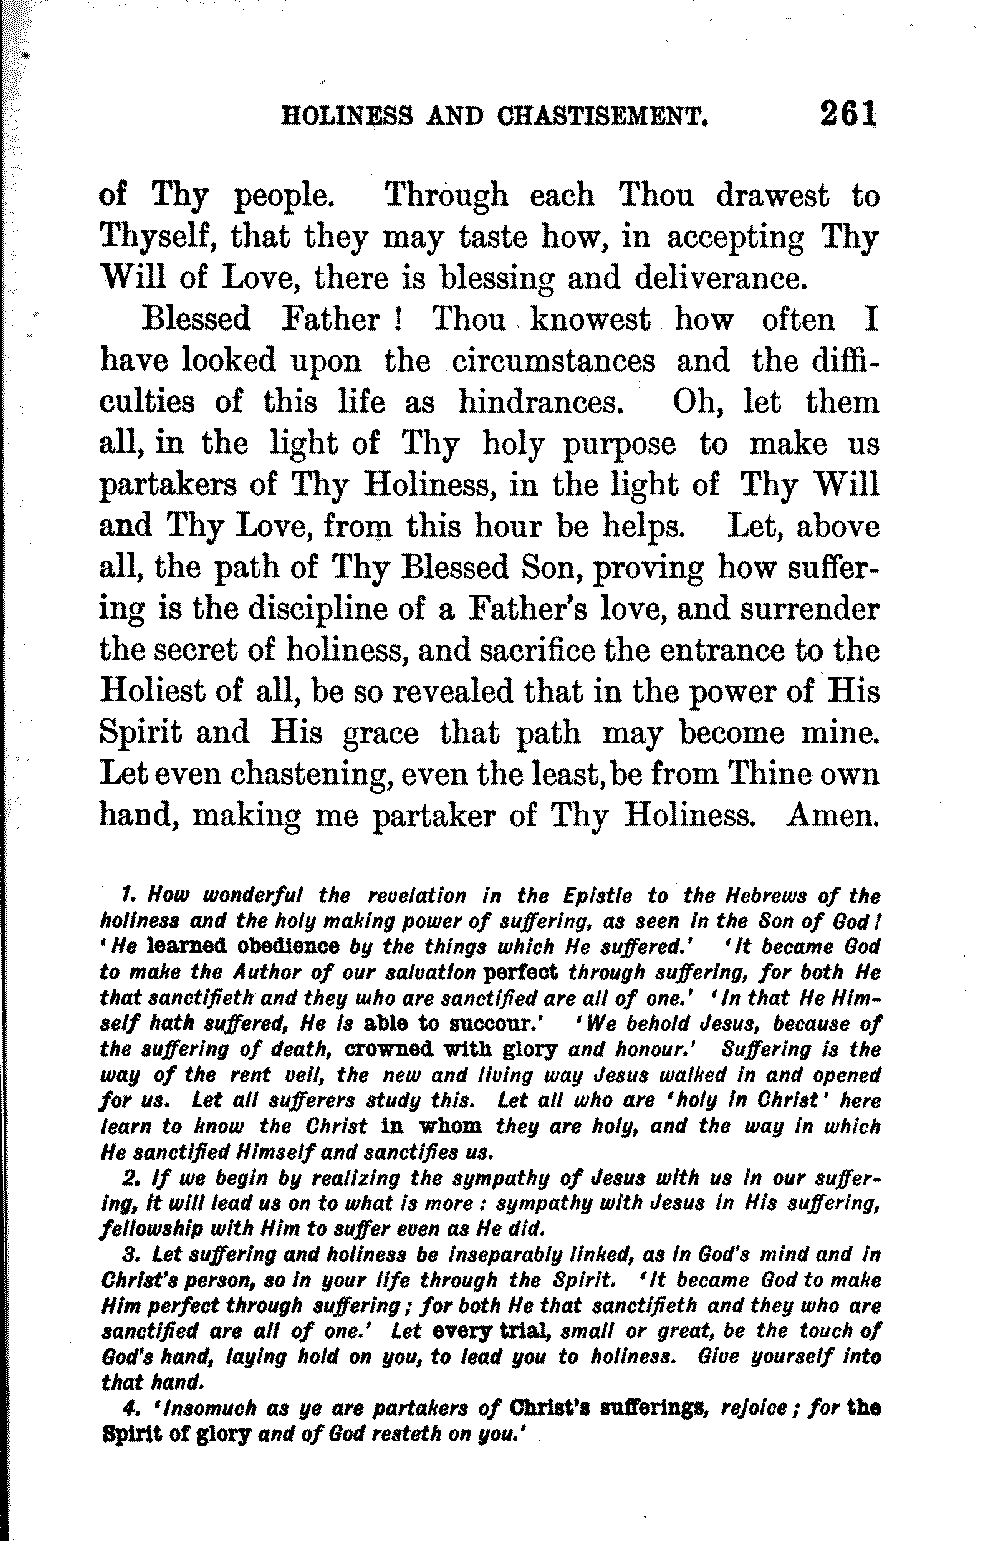 HOLINESS AND CHASTISEMENT. 261
of Thy people. Through each Thou drawest to
Thyself, that they may taste how, in accepting Thy
Will of Love, there is blessing and deliverance.
Blessed Father ! Thou knowest how often I
have looked upon the circumstances and the diffi-
culties of this life as hindrances. Oh, let them
all, in the light of Thy holy purpose to make us
partakers of Thy Holiness, in the light of Thy Will
and Thy Love, from this hour be helps. Let, above
all, the path of Thy Blessed Son, proving how suffer-
ing is the discipline of a Father's love, and surrender
the secret of holiness, and sacrifice the entrance to the
Holiest of all, be so revealed that in the power of His
Spirit and His grace that path may become mine.
Let even chastening, even the least, be from Thine own
hand, making me partaker of Thy Holiness. Amen.
1. How wonderful the revelation in the Epistle to the Hebrews of the
holiness and the holy making power of suffering, as seen in the Son of God !
'He learned obedience by the things which He suffered.' 'It became God
to make the Author of our salvation perfect through suffering, for both He
that sanctifieth and they who are sanctified are all of one.' 'In that He Him-
self hath suffered, He is able to succour.' 'We behold Jesus, because of
the suffering of death, crowned with glory and honour.' Suffering is the
way of the rent veil, the new and living way Jesus walked in and opened
for us. Let all sufferers study this. Let all who are 'holy in Christ' here
learn to know the Christ in whom they are holy, and the way in which
He sanctified Himself and sanctifies us.
2. If we begin by realizing the sympathy of Jesus with us in our suffer-
ing, it will lead us on to what is more : sympathy with Jesus in His suffering,
fellowship with Him to suffer even as He did.
3. Let suffering and holiness be inseparably linked, as in God's mind and in
Christ's person, so in your life through the Spirit. 'It became God to make
Him perfect through suffering ; for both He that sanctifieth and they who are
sanctified are all of one.' Let every trial, small or great, be the touch of
God's hand, laying hold on you, to lead you to holiness. Give yourself into
that hand.
4. 'Insomuch as ye are partakers of Christ's sufferings, rejoice ; for the
Spirit of glory and of God resteth on you.'